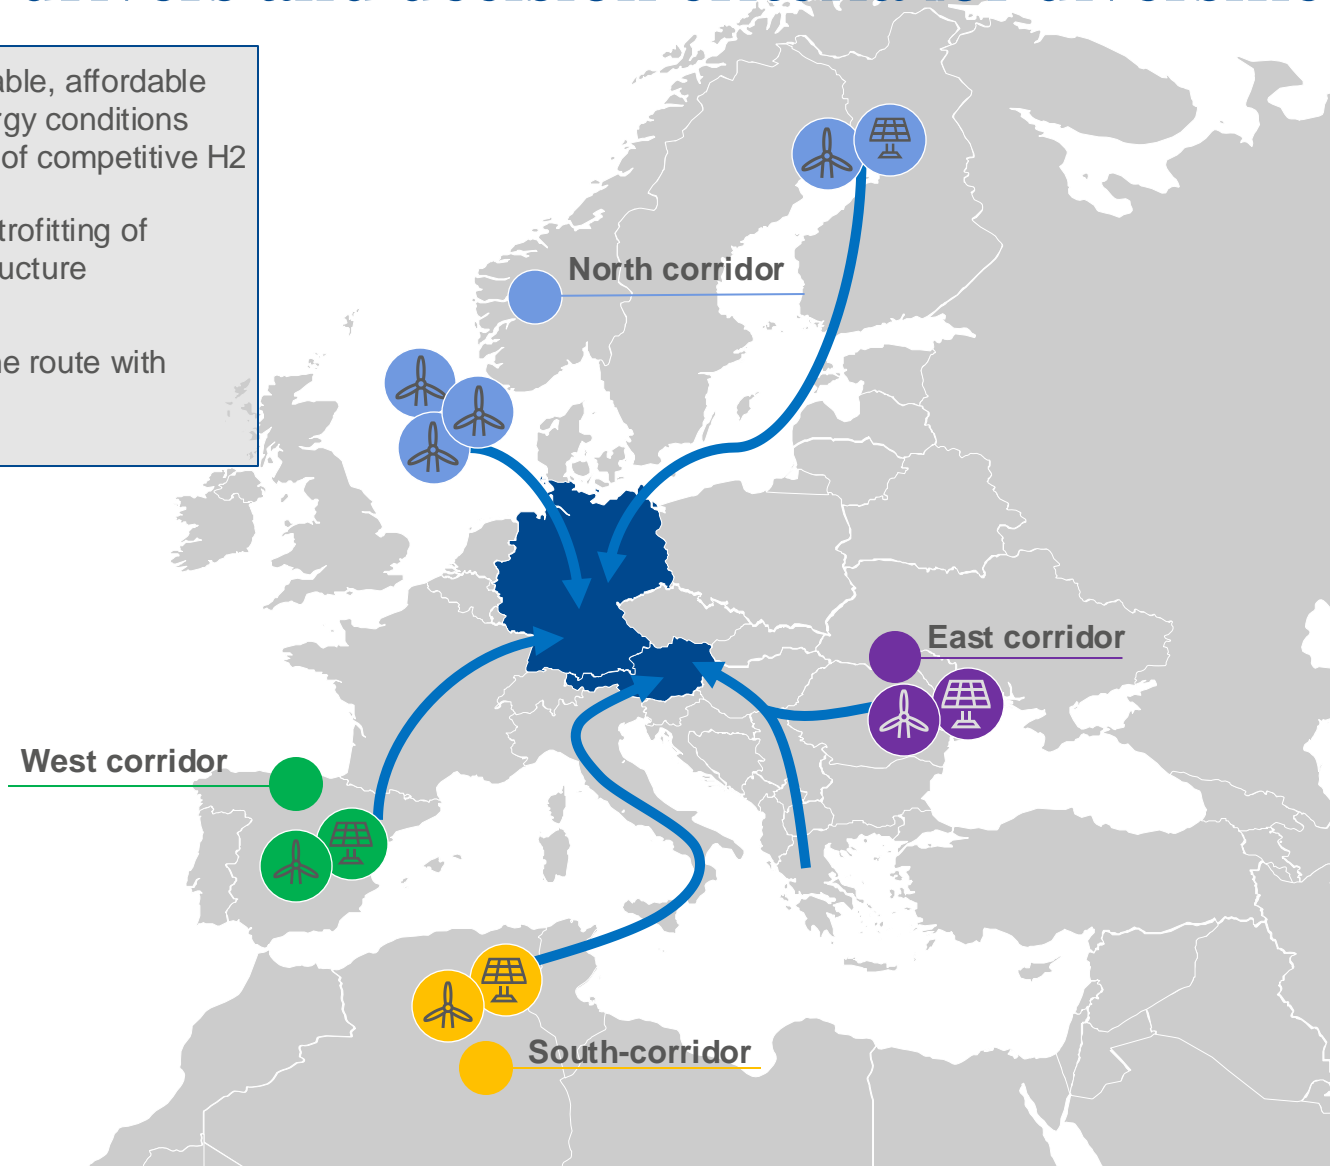 able, affordable
rgy conditions
of competitive H2
trofitting of
ucture
ne route with
North corridor
East corridor
West corridor
South-corridor